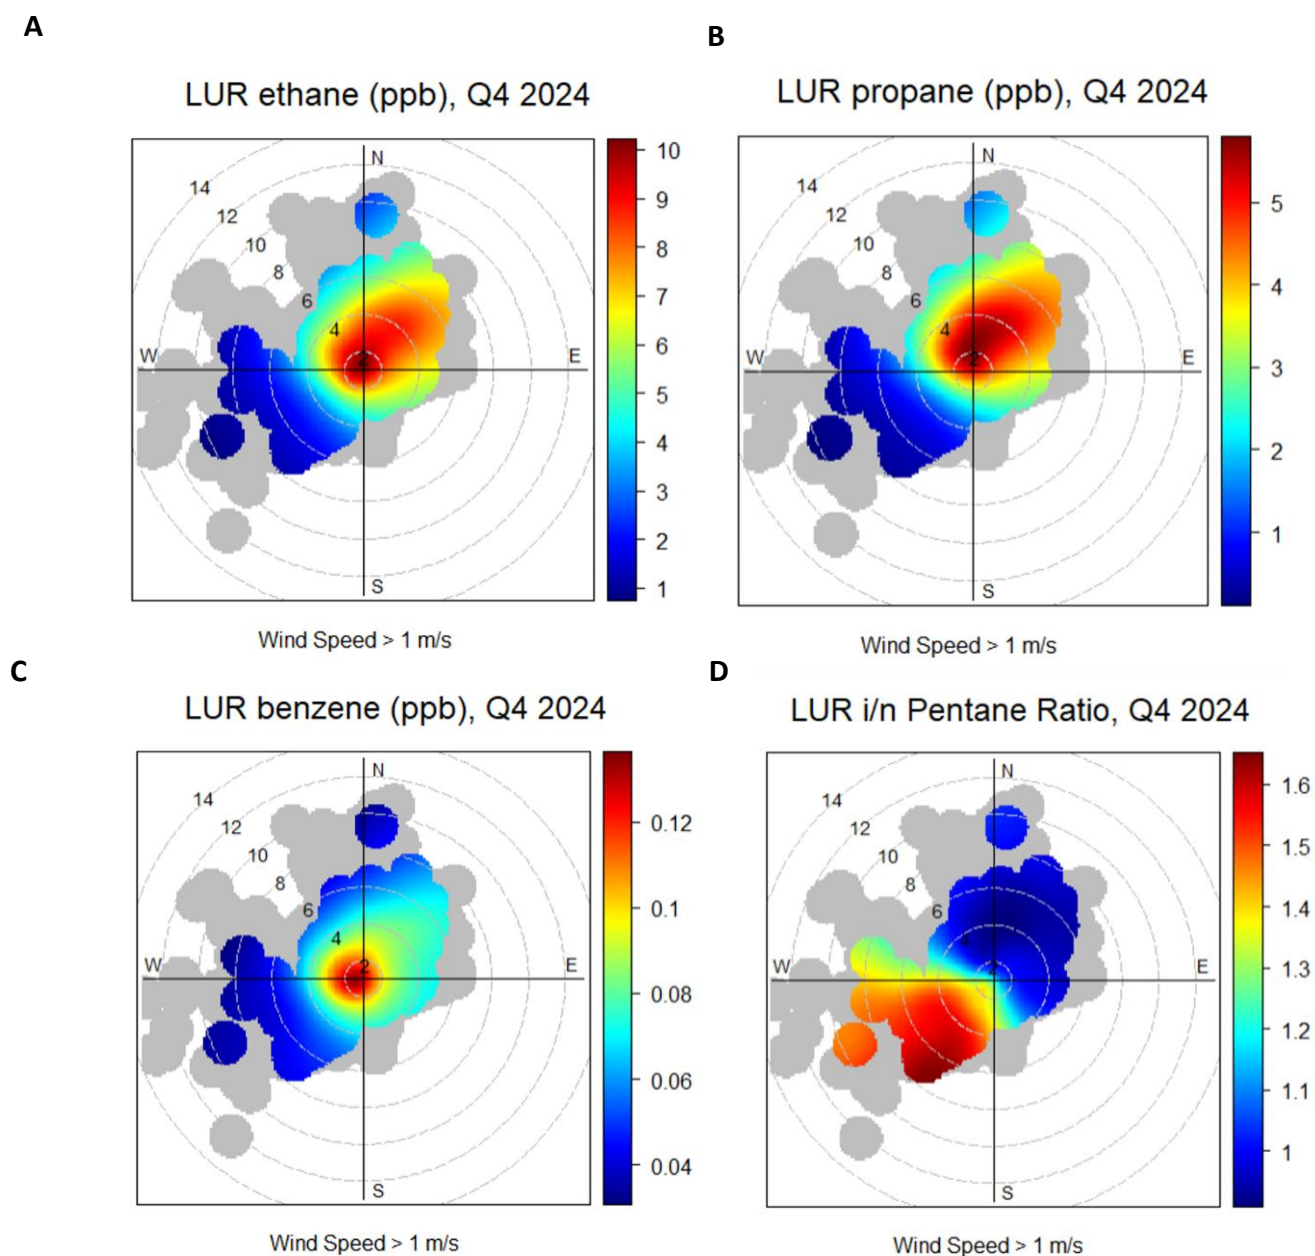 A
B
LUR ethane (ppb), Q4 2024
LUR propane (ppb), Q4 2024
N
14
12
10
8
6
4
2
W
E
S
10
9
8
7
6
5
4
3
2
1
Wind Speed > 1 m/s
N
14
12
10
8
6
4
2
W
E
S
5
4
3
2
1
Wind Speed > 1 m/s
C
D
LUR benzene (ppb), Q4 2024
LUR i/n Pentane Ratio, Q4 2024
N
14
12
10
8
6
4
2
W
E
S
0.12
0.1
0.08
0.06
0.04
Wind Speed > 1 m/s
N
14
12
10
8
6
4
2
W
E
S
1.6
1.5
1.4
1.3
1.2
1.1
1
Wind Speed > 1 m/s